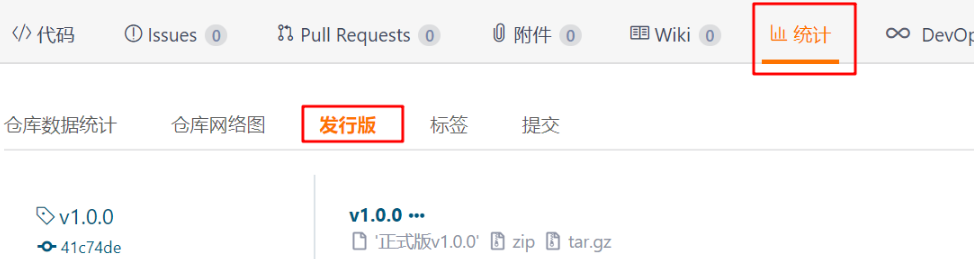 代码 Issues 0 Pull Requests 0 附件 0 Wiki 0 统计 DevOp
仓库数据统计 仓库网络图 发行版 标签 提交
v1.0.0 v1.0.0 •••
41c74de '正式版v1.0.0' zip tar.gz